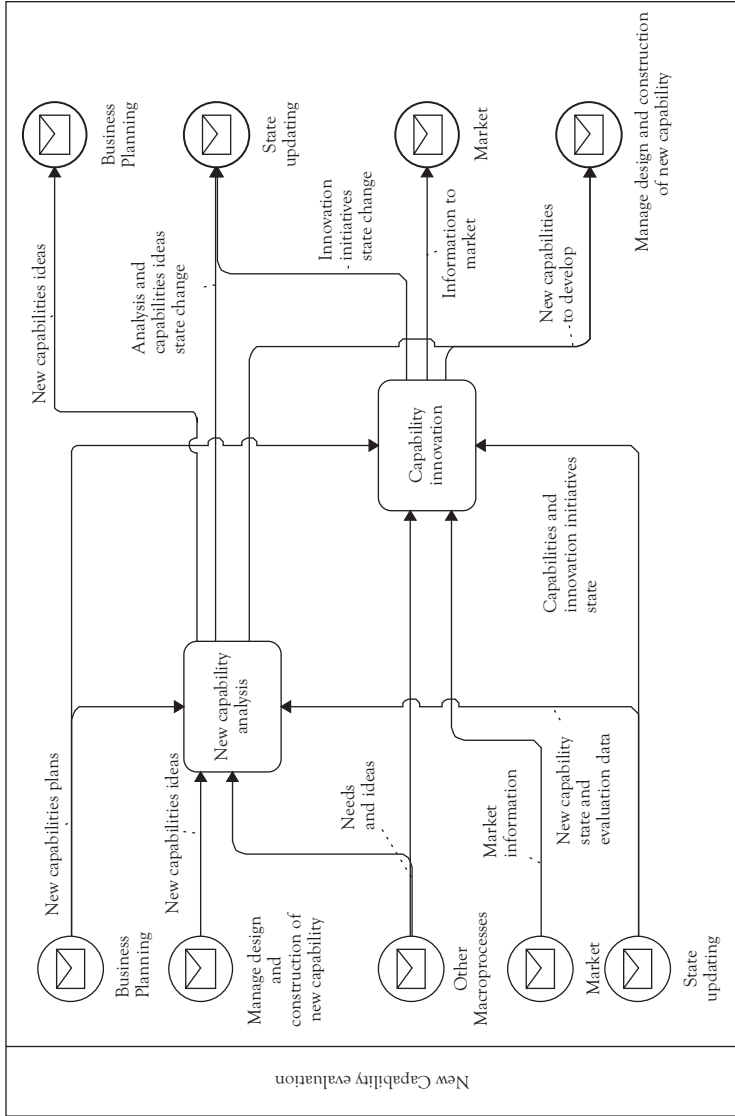 New Capability evaluation
Business
Planning
Manage design
and
construction of
new capability
Other
Macroprocesses
Market
State
updating
New capabilities plans
New capabilities ideas
Needs
and ideas
Market
information
New capability
state and
evaluation data
New capability
analysis
Capabilities and
innovation initiatives
state
Capability
innovation
New capabilities ideas
Analysis and
capabilities ideas
state change
Innovation
initiatives
state change
Information to
market
New capabilities
to develop
Business
Planning
State
updating
Market
Manage design and construction
of new capability